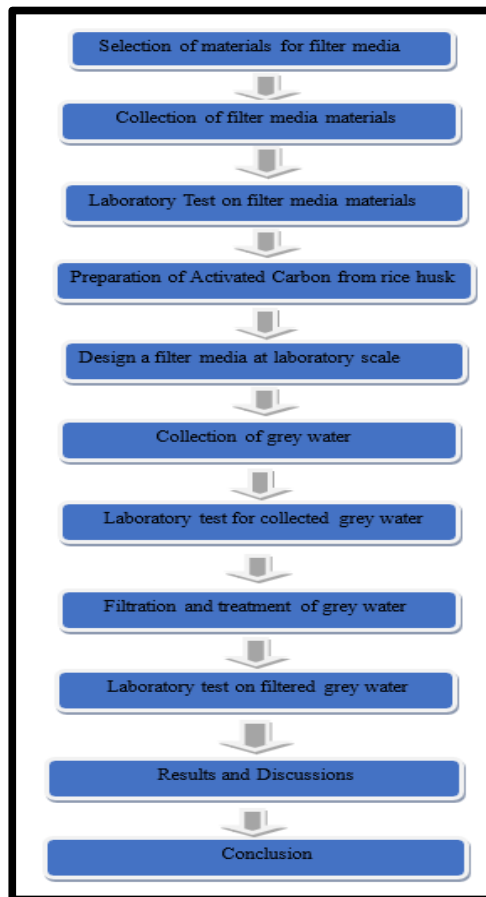 Selection of materials for filter media
Collection of filter media materials
Laboratory Test on filter media materials
Preparation of Activated Carbon from rice husk
Design a filter media at laboratory scale
Collection of grey water
Laboratory test for collected grey water
Filtration and treatment of grey water
Laboratory test on filtered grey water
Results and Discussions
Conclusion